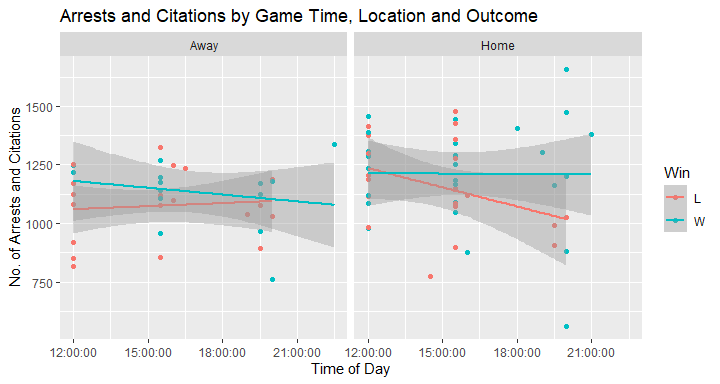 Arrests and Citations by Game Time, Location and Outcome
Away
Home
No. of Arrests and Citations
1500
1250
1000
750
12:00:00 15:00:00 18:00:00 21:00:00
12:00:00 15:00:00 18:00:00 21:00:00
Time of Day
Win
L
W